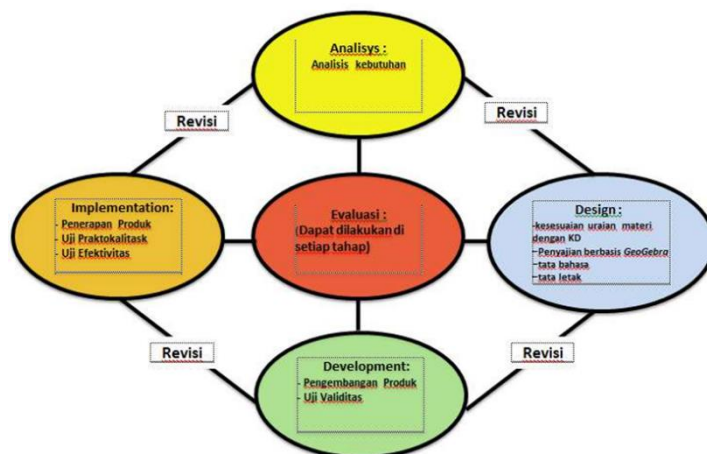 Analisys :
Analisis kebutuhan
Revisi
Revisi
Implementation:
- Penerapan Produk
- Uji Praktokalitask
- Uji Efektivitas
Evaluasi :
(Dapat dilakukan di
setiap tahap)
Design :
-kesesuaian uraian materi
dengan KD
-Penyajian berbasis GeoGebra
-tata bahasa
-tata letak
Revisi
Revisi
Development:
- Pengembangan Produk
- Uji Validitas